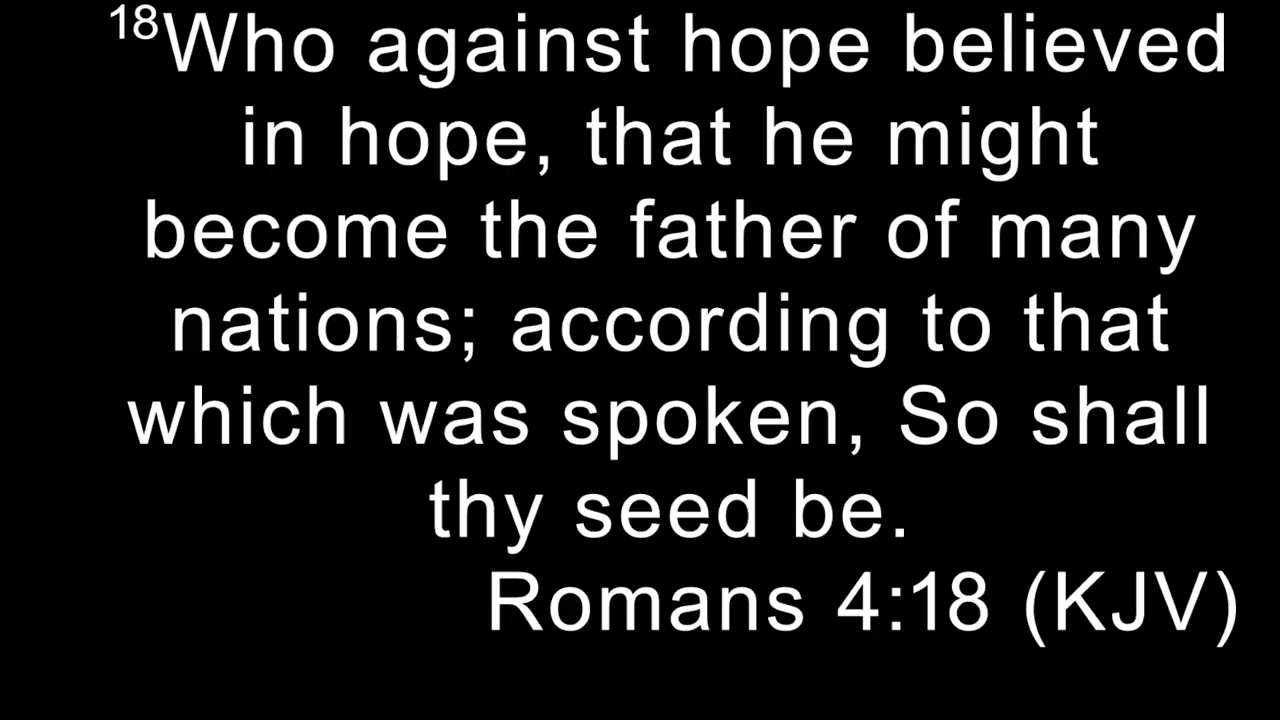 18Who against hope believed
in hope, that he might
become the father of many
nations; according to that
which was spoken, So shall
thy seed be.
Romans 4:18 (KJV)